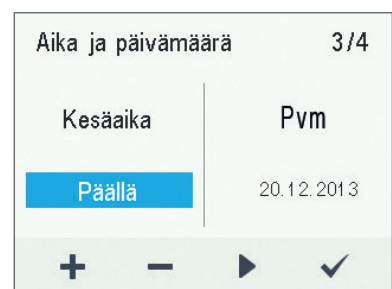 Aika ja päivämäärä 3/4
Kesäaika Pvm
Päällä 20.12.2013
+ −